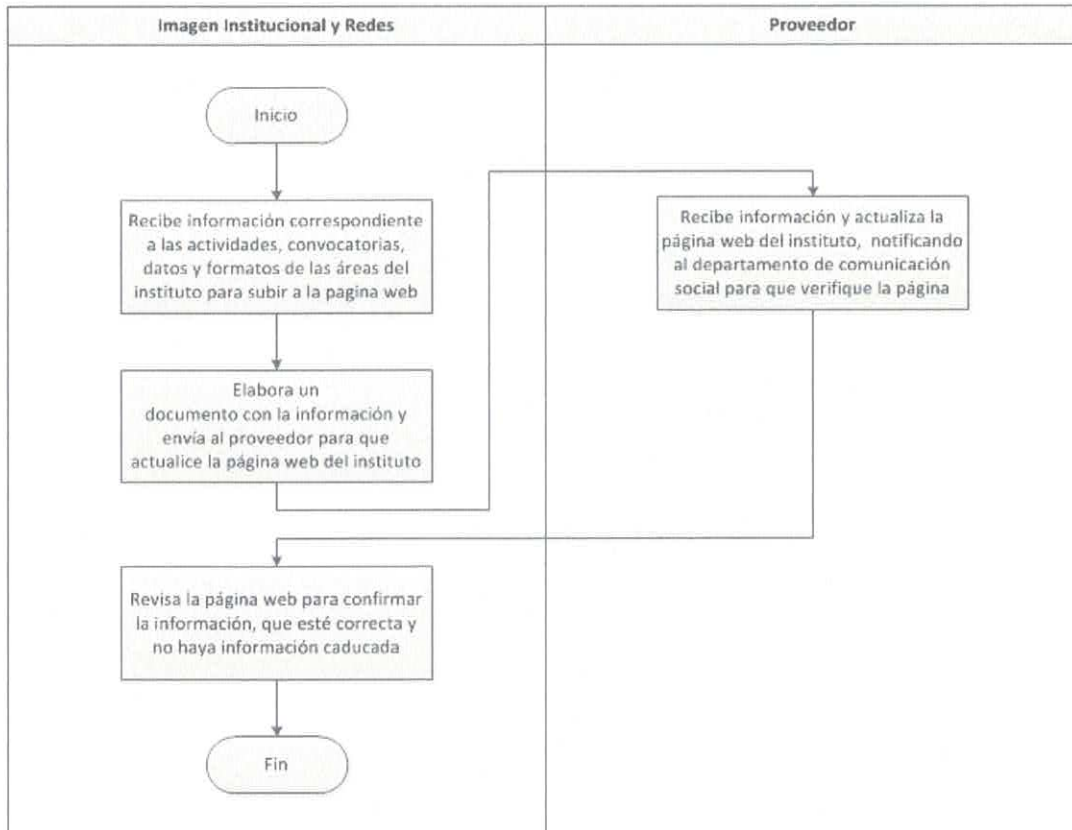 Imagen Institucional y Redes
Proveedor
Inicio
Recibe información correspondiente
a las actividades, convocatorias,
datos y formatos de las áreas del
instituto para subir a la pagina web
Elabora un
documento con la información y
envía al proveedor para que
actualice la página web del instituto
Recibe información y actualiza la
página web del instituto, notificando
al departamento de comunicación
social para que verifique la página
Revisa la página web para confirmar
la información, que esté correcta y
no haya información caducada
Fin